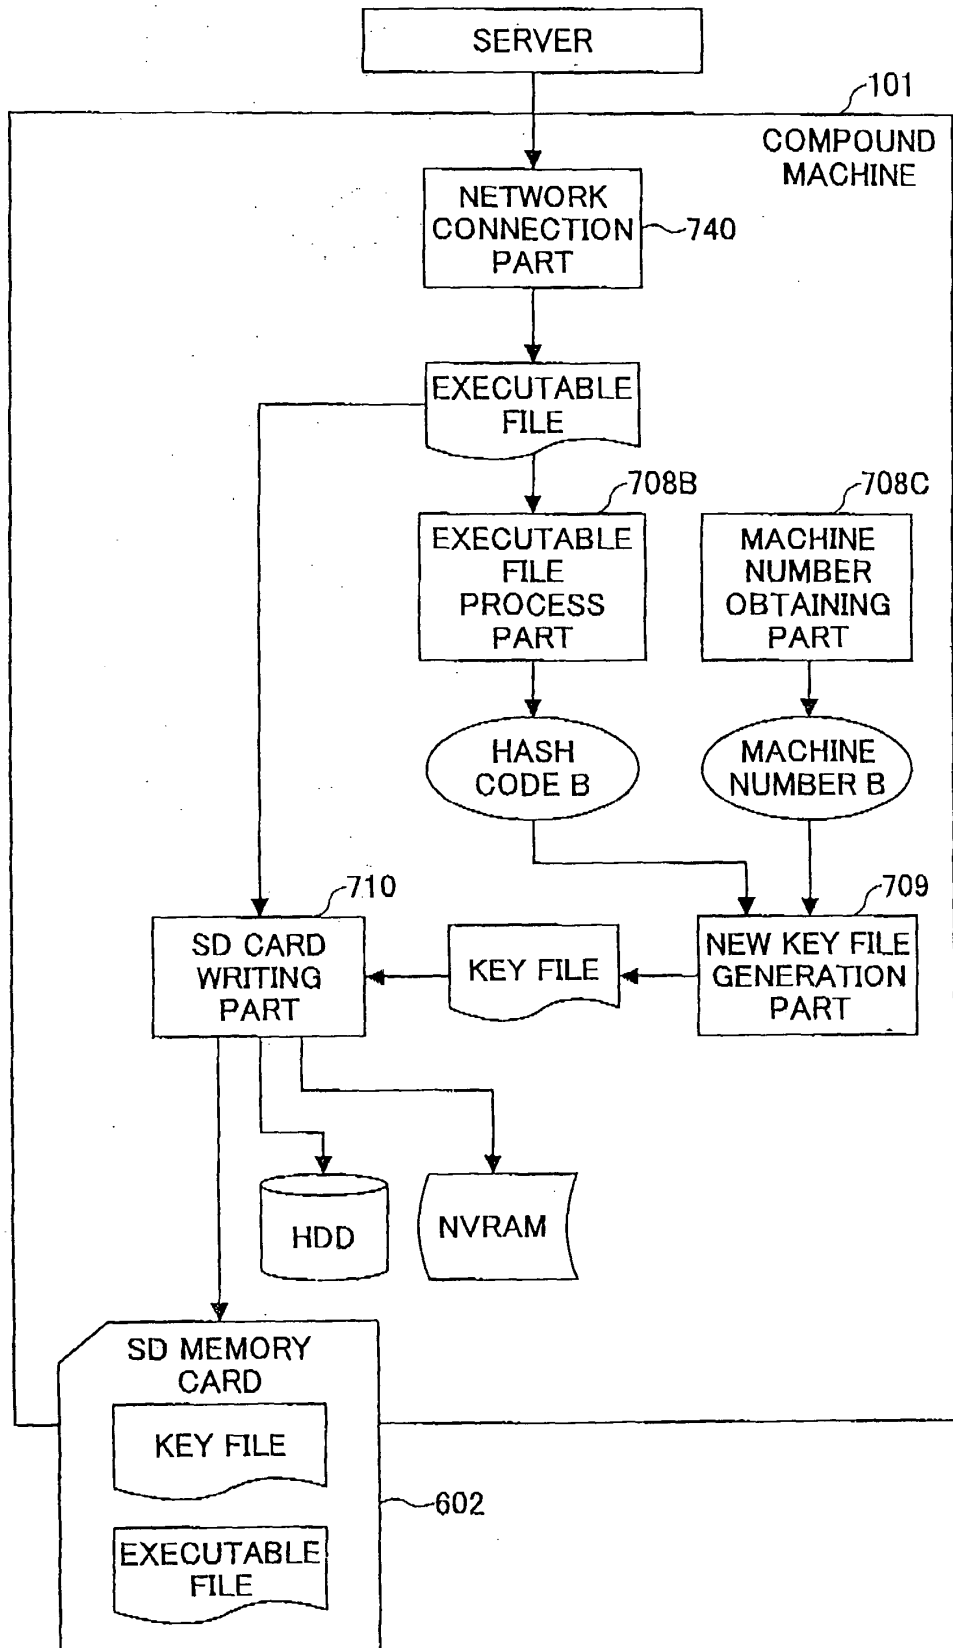 SERVER
101
COMPOUND
MACHINE
NETWORK
CONNECTION
PART
740
EXECUTABLE
FILE
708B
708C
EXECUTABLE
FILE
PROCESS
PART
MACHINE
NUMBER
OBTAINING
PART
HASH
CODE B
MACHINE
NUMBER B
710
709
SD CARD
WRITING
PART
KEY FILE
NEW KEY FILE
GENERATION
PART
HDD
NVRAM
SD MEMORY
CARD
KEY FILE
602
EXECUTABLE
FILE